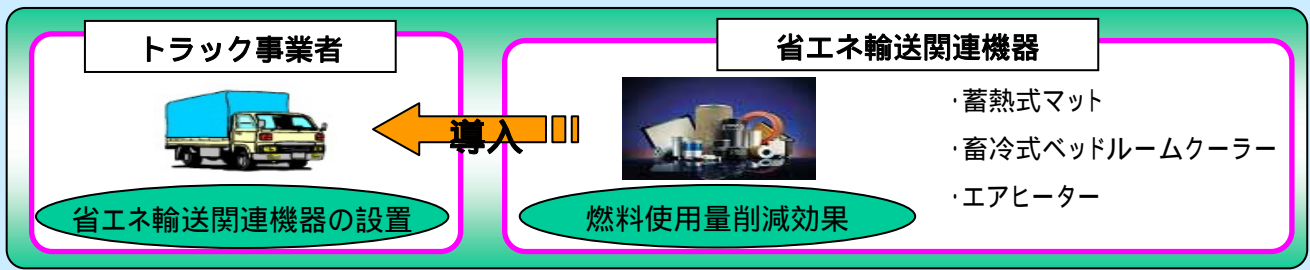 トラック事業者
省エネ輸送関連機器の設置
導入
省エネ輸送関連機器
燃料使用量削減効果
･蓄熱式マット
･畜冷式ベッドルームクーラー
･エアヒーター